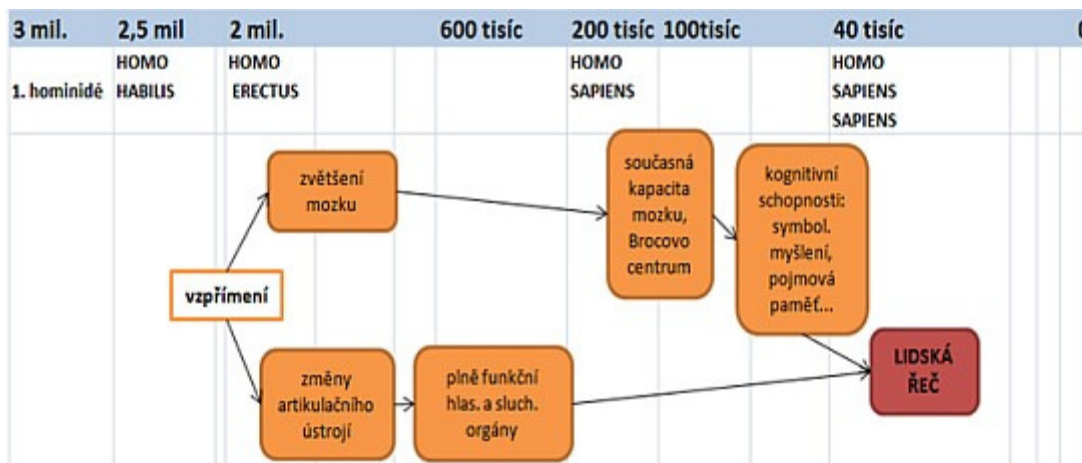 3 mil. 2,5 mil 2 mil. 600 tisíc 200 tisíc 100tisíc 40 tisíc
HOMO HOMO HOMO HOMO
1. hominidé HABILIS ERECTUS SAPIENS SAPIENS
SAPIENS
zvětšení
mozku
současná
kapacita
mozku,
Brocovo
centrum
kognitivní
schopnosti:
symbol.
myšlení,
pojmová
paměť...
vzpřímení
změny
artikulačního
ústrojí
plně funkční
hlas. a sluch.
orgány
LIDSKÁ
ŘEČ